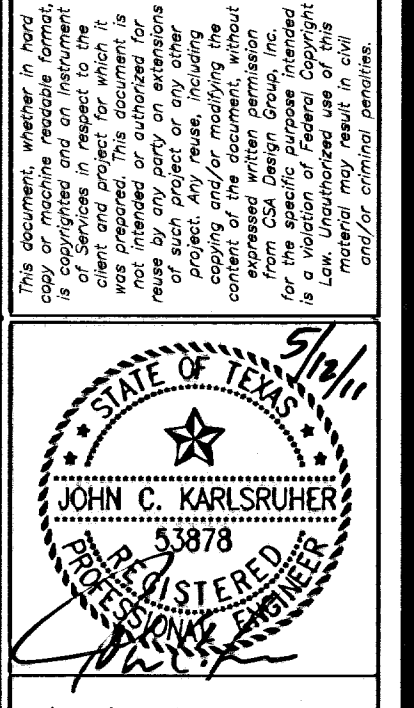 This document, whether in hard
copy or machine readable format,
is copyrighted and an Instrument
of Services in respect to the
client and project for which it
was prepared. This document is
not intended or authorized for
reuse by any party on extensions
of such project or any other
project. Any reuse, including
copying and/or modifying the
content of the document, without
expressed written permission
from CSA Design Group, Inc.
for the specific purpose intended
is a violation of Federal Copyright
Law. Unauthorized use of this
material may result in civil
and/or criminal penalties.
5/12/11
STATE OF TEXAS
JOHN C. KARLSRUHER
53878
REGISTERED
PROFESSIONAL ENGINEER